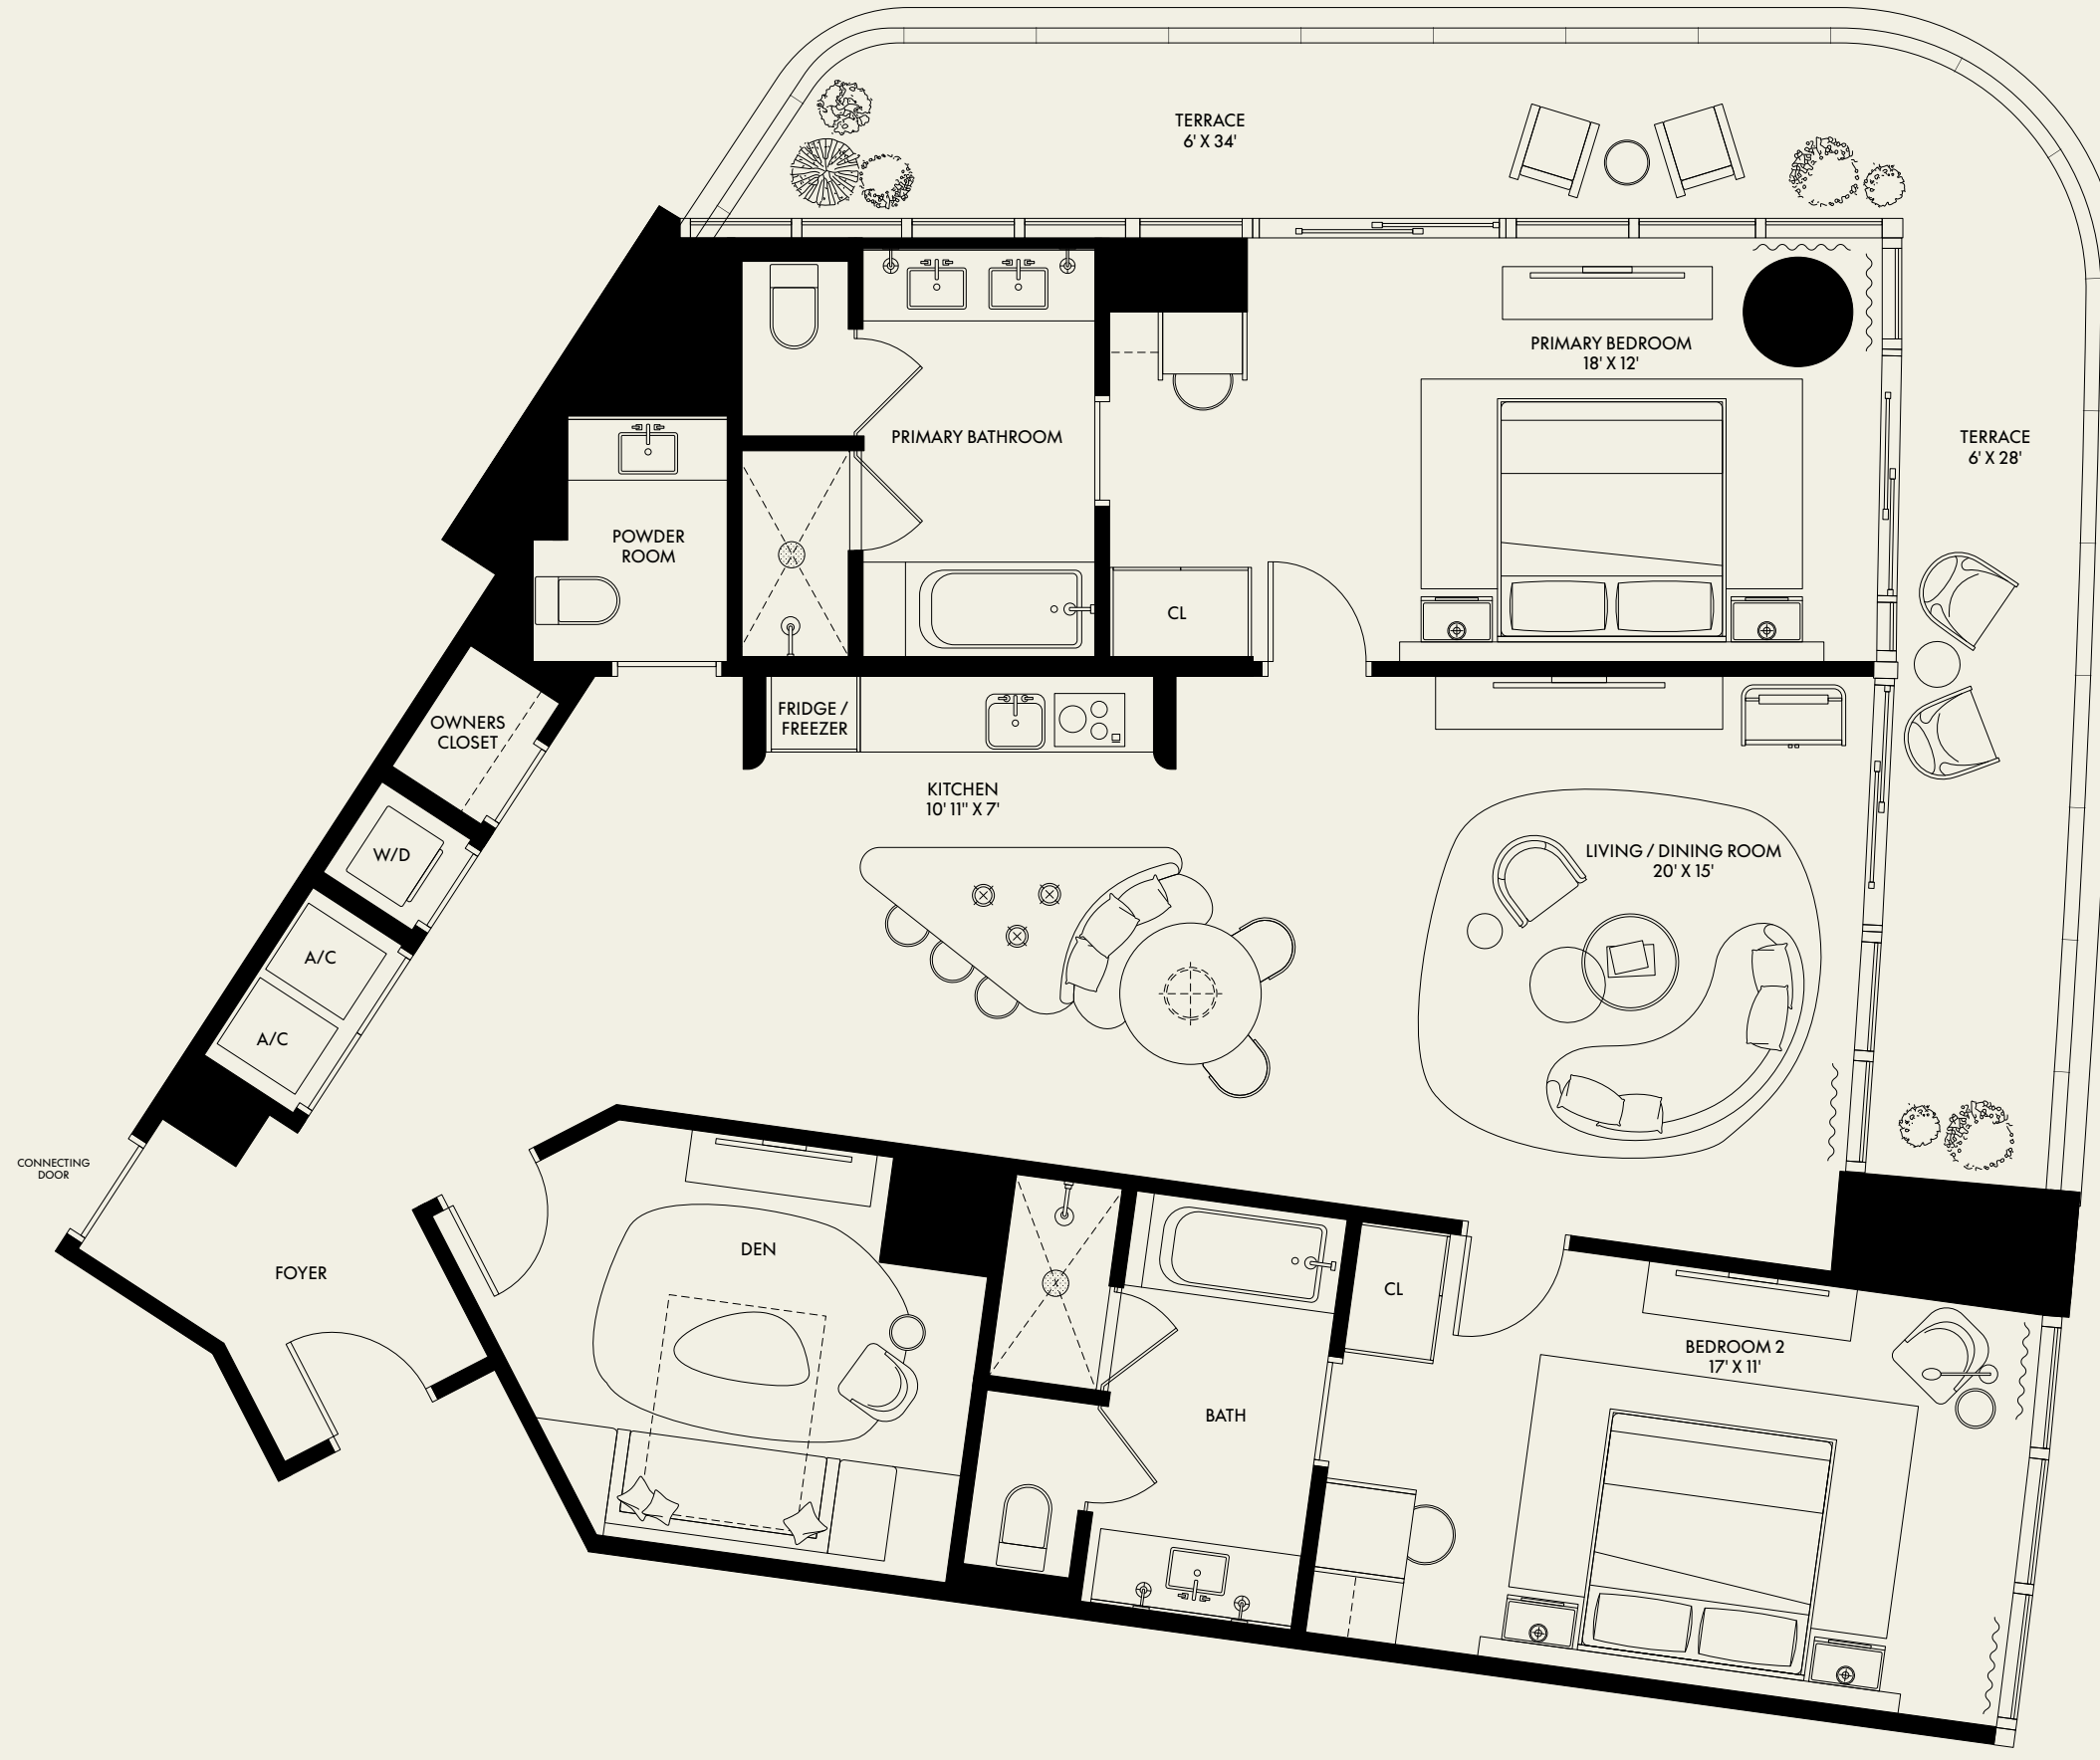 TERRACE
6' X 34'
PRIMARY BEDROOM
18' X 12'
TERRACE
6' X 28'
PRIMARY BATHROOM
POWDER
ROOM
CL
OWNERS
CLOSET
FRIDGE /
FREEZER
KITCHEN
10' 11" X 7'
W/D
LIVING / DINING ROOM
20' X 15'
A/C
A/C
CONNECTING
DOOR
FOYER
DEN
CL
BEDROOM 2
17' X 11'
BATH